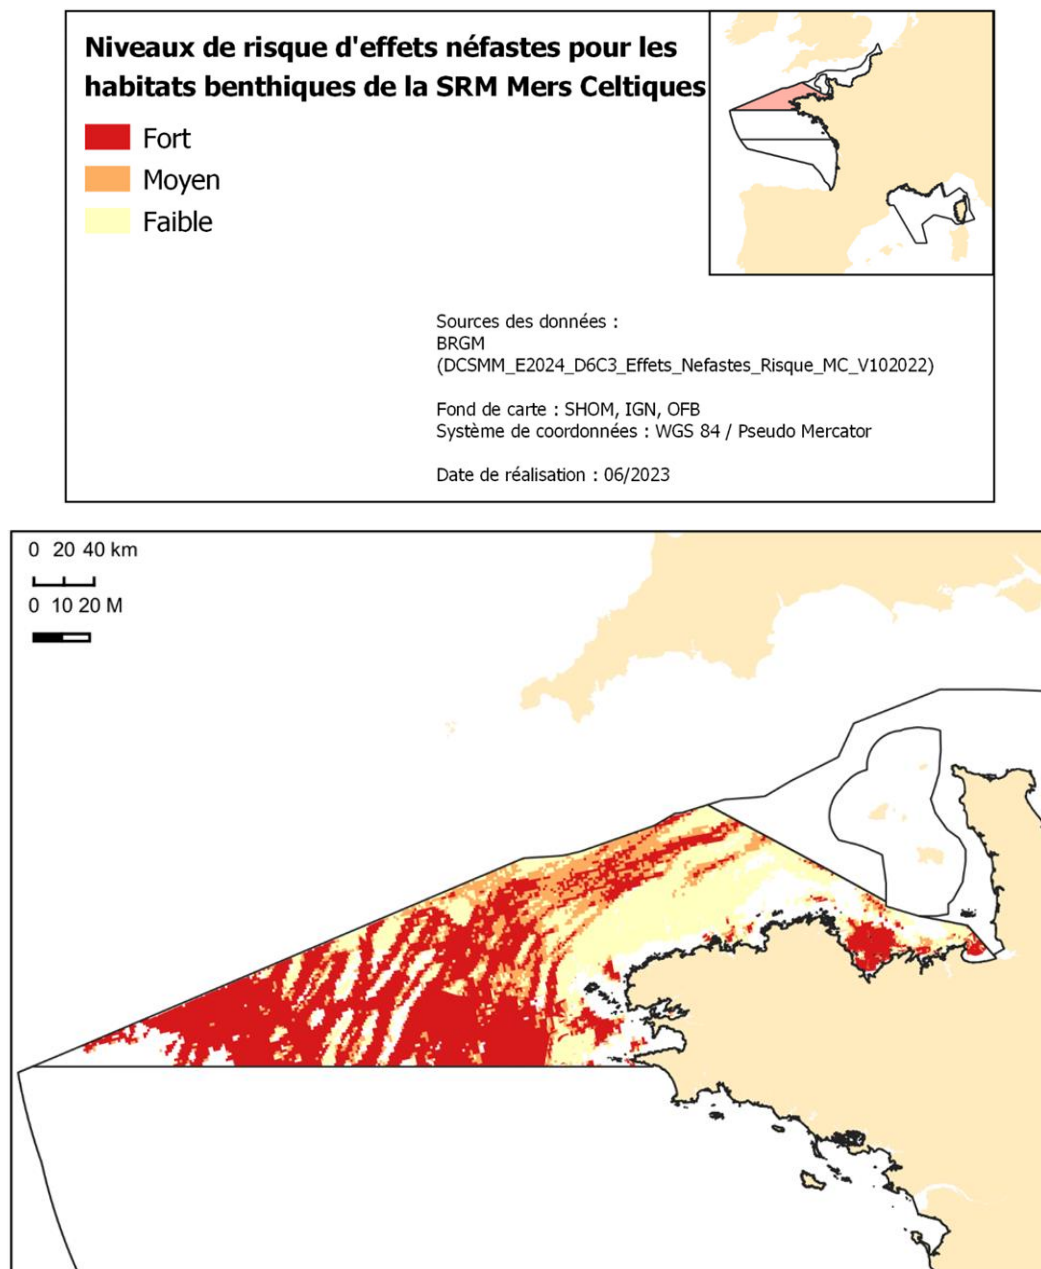 Niveaux de risque d'effets néfastes pour les
habitats benthiques de la SRM Mers Celtiques
Fort
Moyen
Faible
Sources des données :
BRGM
(DCSMM_E2024_D6C3_Effets_Nefastes_Risque_MC_V102022)
Fond de carte : SHOM, IGN, OFB
Système de coordonnées : WGS 84 / Pseudo Mercator
Date de réalisation : 06/2023
0 20 40 km
0 10 20 M